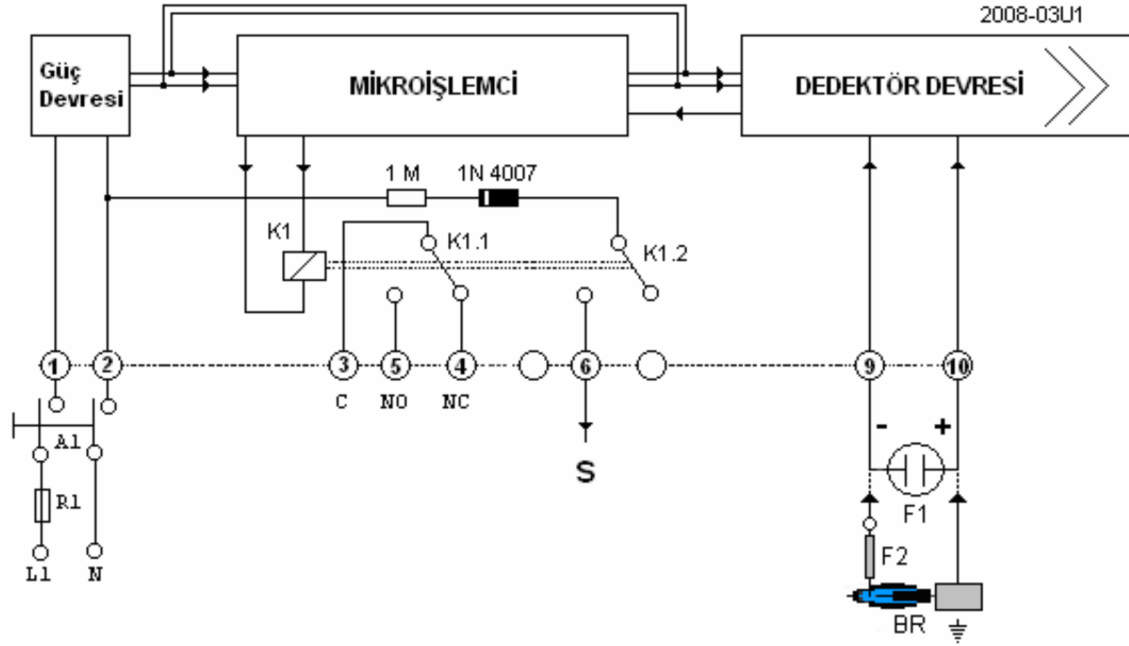 2008-03U1
Güç
Devresi
MİKROİŞLEMCİ
DEDEKTÖR DEVRESİ
1 M
1N 4007
K1
K1.1
K1.2
1
2
3
5
4
6
9
10
C
NO
NC
A1
S
- +
R1
F1
F2
L1
N
BR